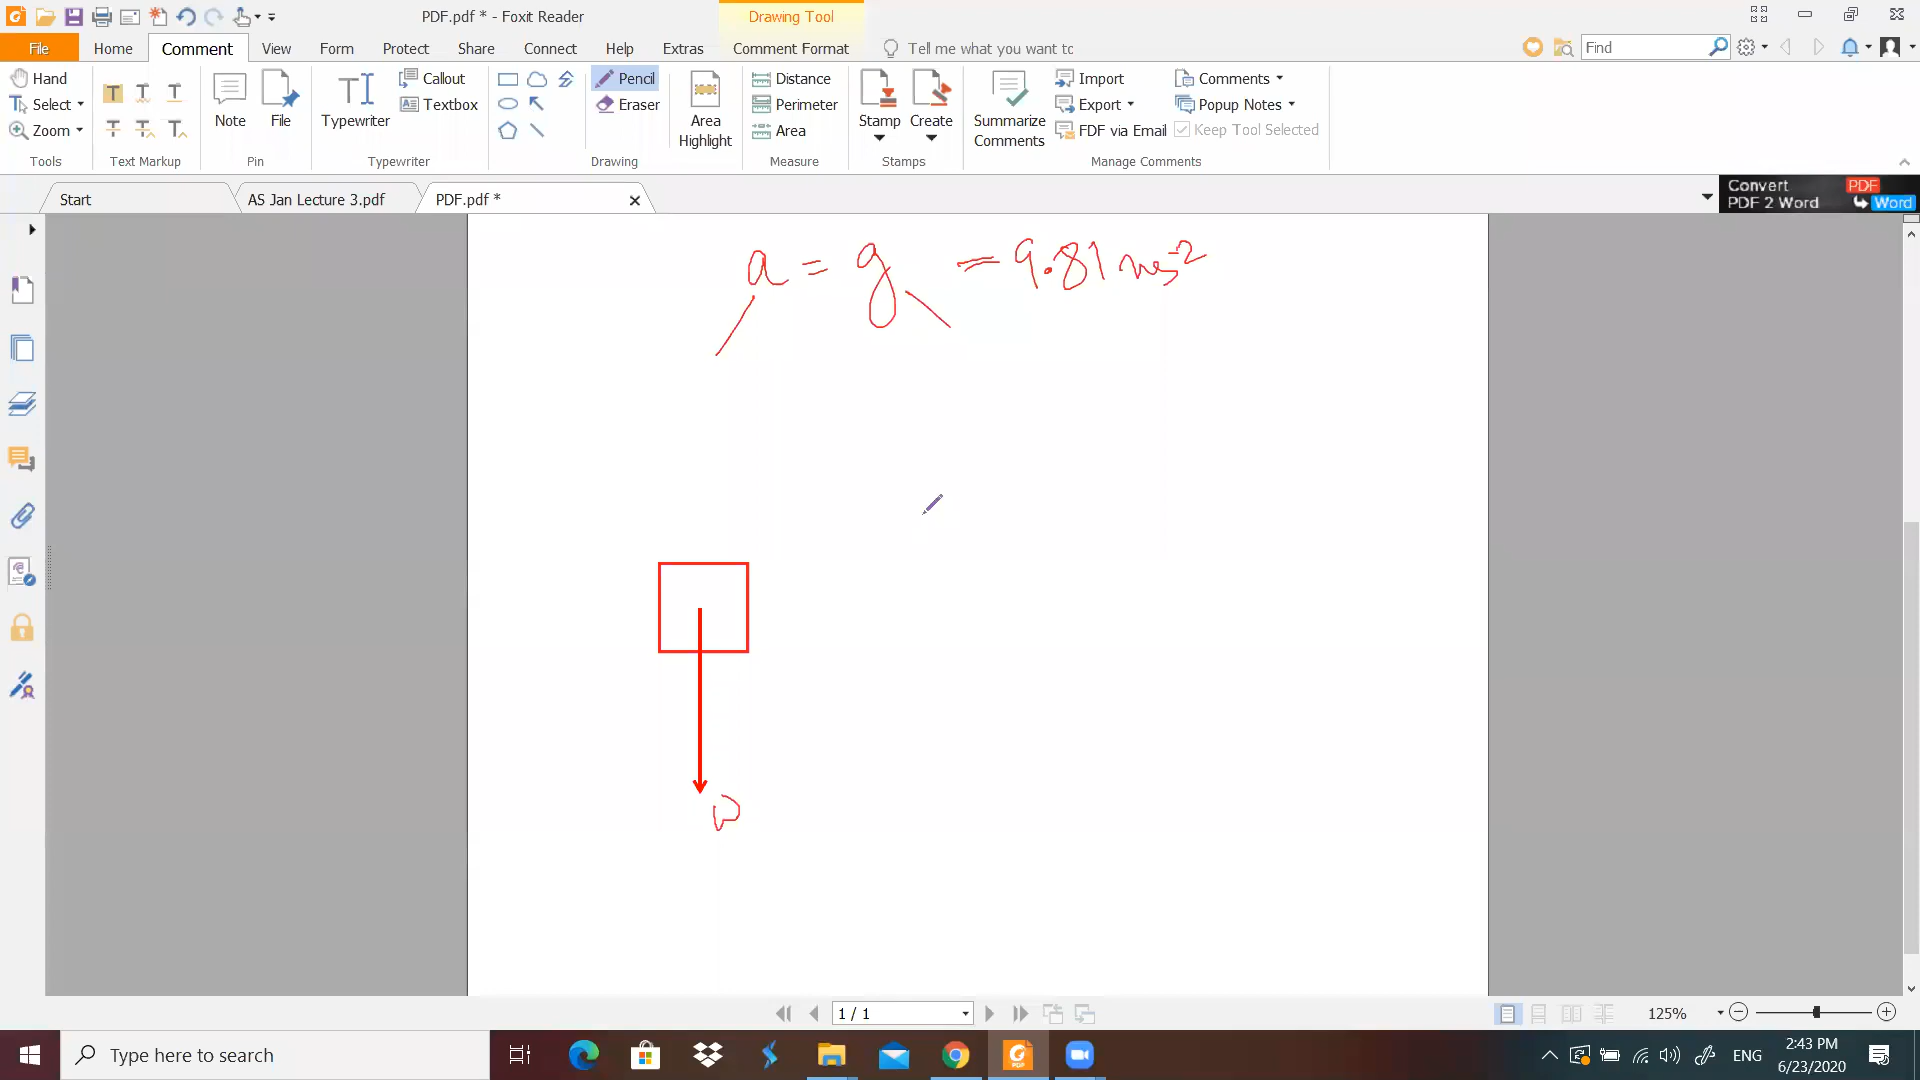 PDF.pdf * - Foxit Reader
Drawing Tool
File
Home
Comment
View
Form
Protect
Share
Connect
Help
Extras
Comment Format
Tell me what you want to
Find
Hand
Select
Zoom
Tools
Text Markup
Note
File
Pin
Typewriter
Callout
Textbox
Typewriter
Pencil
Eraser
Drawing
Area
Highlight
Distance
Perimeter
Area
Measure
Stamp
Create
Stamps
Summarize
Comments
Import
Export
FDF via Email
Comments
Popup Notes
Keep Tool Selected
Manage Comments
Start
AS Jan Lecture 3.pdf
PDF.pdf *
Convert PDF
PDF 2 Word Word
a = g = 9.81 ms⁻²
1 / 1
125%
Type here to search
ENG
2:43 PM
6/23/2020